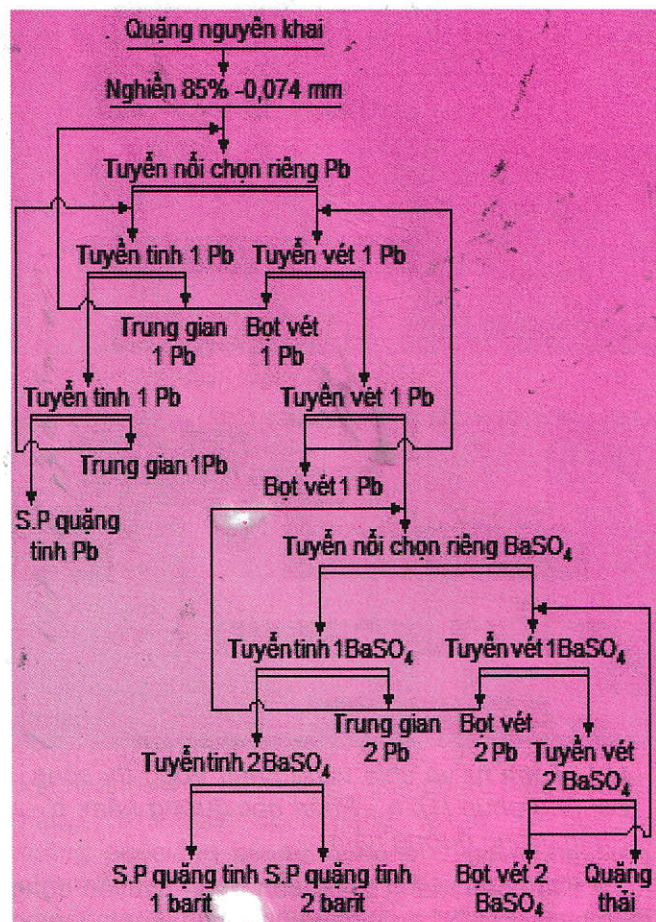 Quặng nguyên khai
Nghiền 85% -0,074 mm
Tuyển nổi chọn riêng Pb
Tuyển tinh 1 Pb Tuyển vét 1 Pb
Trung gian Bọt vét
1 Pb 1 Pb
Tuyển tinh 1 Pb Tuyển vét 1 Pb
Trung gian 1Pb
Bọt vét 1 Pb
S.P quặng
tinh Pb
Tuyển nổi chọn riêng BaSO₄
Tuyển tinh 1BaSO₄ Tuyển vét 1BaSO₄
Trung gian Bọt vét
2 Pb 2 Pb
Tuyển vét
2 BaSO₄
Tuyển tinh 2BaSO₄
S.P quặng tinh S.P quặng tinh Bọt vét 2 Quặng
1 barit 2 barit BaSO₄ thải